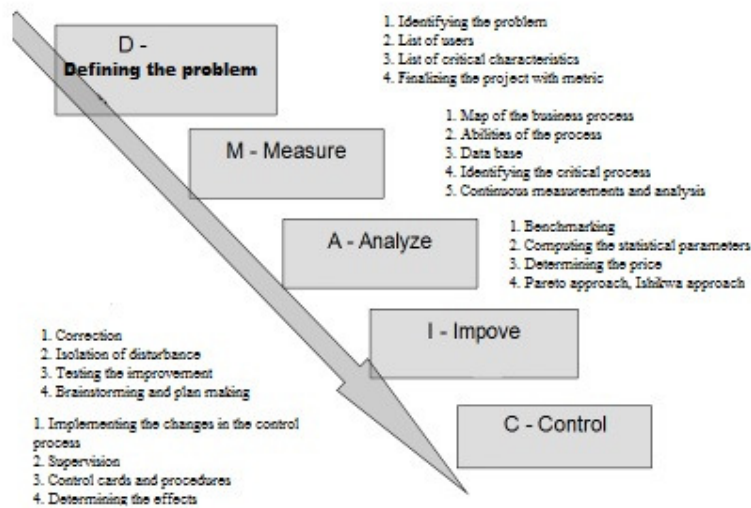 D -
Defining the problem
1. Identifying the problem
2. List of users
3. List of critical characteristics
4. Finalizing the project with metric
M - Measure
1. Map of the business process
2. Abilities of the process
3. Data base
4. Identifying the critical process
5. Continuous measurements and analysis
A - Analyze
1. Benchmarking
2. Computing the statistical parameters
3. Determining the price
4. Pareto approach, Ishikwa approach
I - Impove
1. Correction
2. Isolation of disturbance
3. Testing the improvement
4. Brainstorming and plan making
C - Control
1. Implementing the changes in the control
process
2. Supervision
3. Control cards and procedures
4. Determining the effects